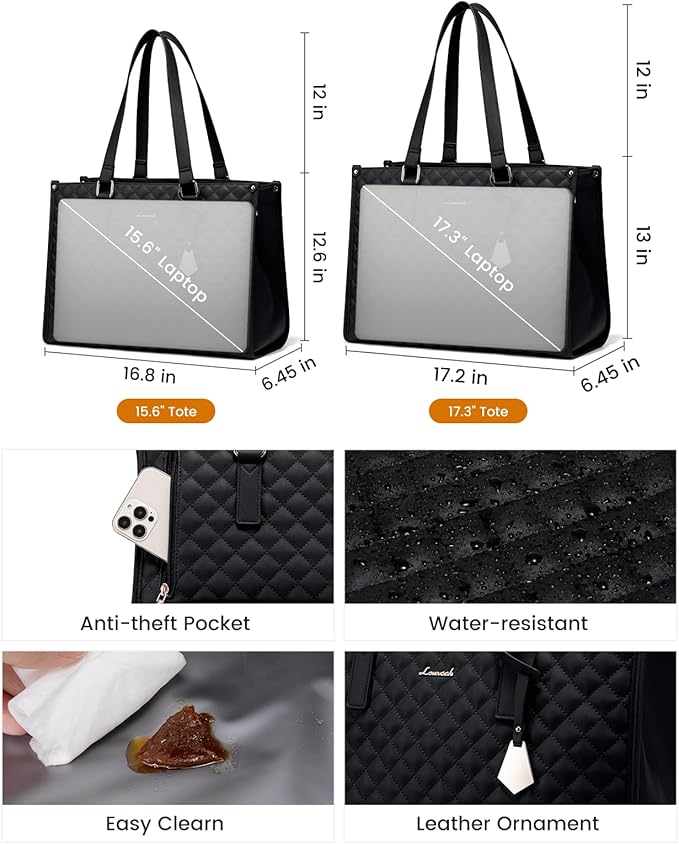 12 in
12.6 in
15.6" Laptop
16.8 in
6.45 in
15.6" Tote
12 in
13 in
17.3" Laptop
17.2 in
6.45 in
17.3" Tote
Anti-theft Pocket
Water-resistant
Easy Clearn
Lovevook
Leather Ornament